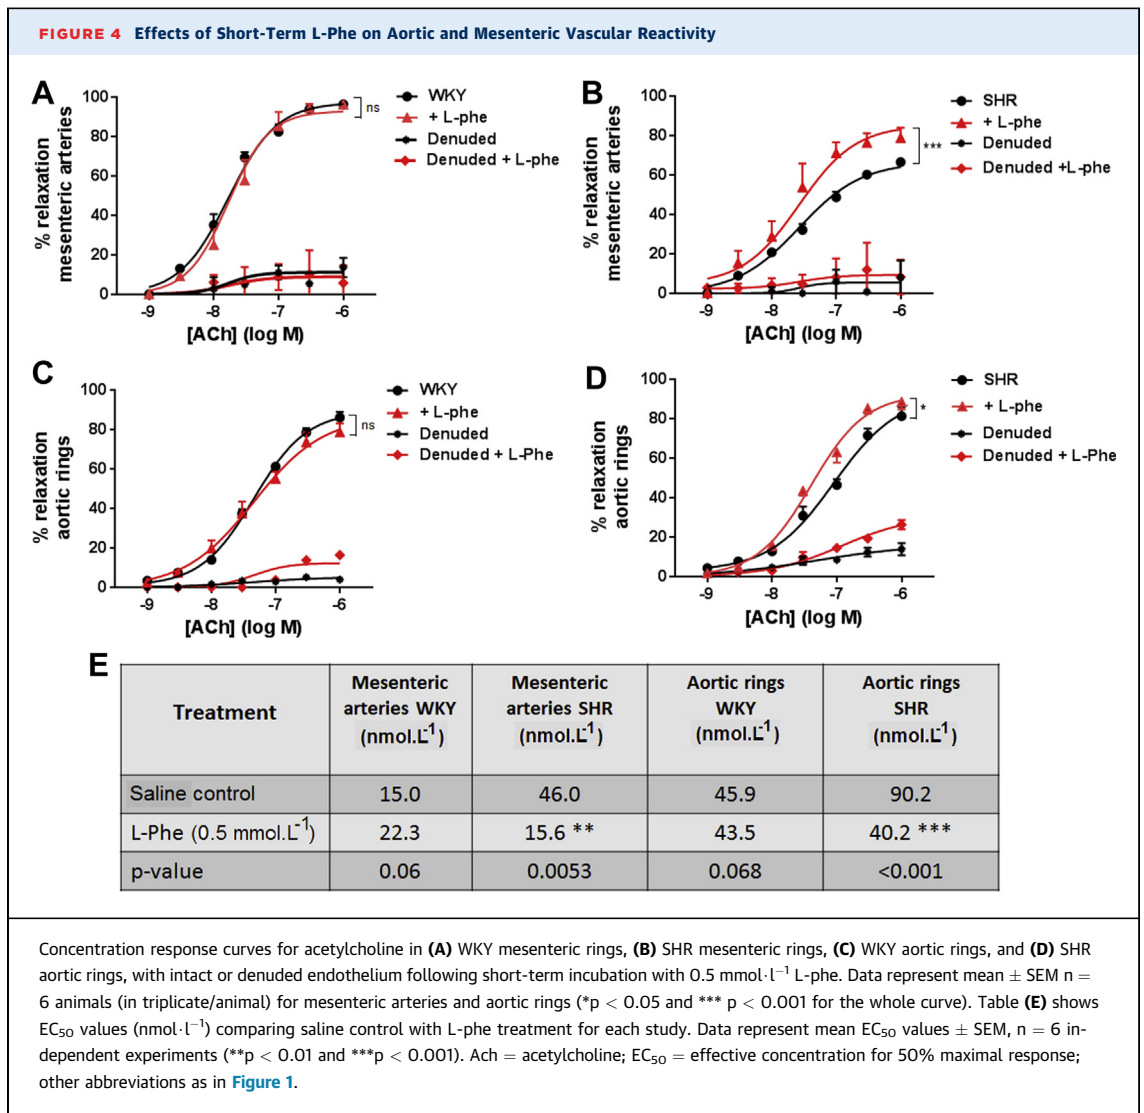 FIGURE 4 Effects of Short-Term L-Phe on Aortic and Mesenteric Vascular Reactivity
A
% relaxation
mesenteric arteries
100
80
60
40
20
0
-9 -8 -7 -6
[ACh] (log M)
WKY
+ L-phe
Denuded
Denuded + L-phe
ns
B
% relaxation
mesenteric arteries
100
80
60
40
20
0
-9 -8 -7 -6
[ACh] (log M)
SHR
+ L-phe
Denuded
Denuded +L-phe
***
C
% relaxation
aortic rings
100
80
60
40
20
0
-9 -8 -7 -6
[ACh] (log M)
WKY
+ L-phe
Denuded
Denuded + L-Phe
ns
D
% relaxation
aortic rings
100
80
60
40
20
0
-9 -8 -7 -6
[ACh] (log M)
SHR
+ L-phe
Denuded
Denuded + L-Phe
*
E
Treatment Mesenteric arteries WKY (nmol.L⁻¹) Mesenteric arteries SHR (nmol.L⁻¹) Aortic rings WKY (nmol.L⁻¹) Aortic rings SHR (nmol.L⁻¹)
Saline control 15.0 46.0 45.9 90.2
L-Phe (0.5 mmol.L⁻¹) 22.3 15.6 ** 43.5 40.2 ***
p-value 0.06 0.0053 0.068 <0.001
Concentration response curves for acetylcholine in (A) WKY mesenteric rings, (B) SHR mesenteric rings, (C) WKY aortic rings, and (D) SHR
aortic rings, with intact or denuded endothelium following short-term incubation with 0.5 mmol·l⁻¹ L-phe. Data represent mean ± SEM n =
6 animals (in triplicate/animal) for mesenteric arteries and aortic rings (*p < 0.05 and *** p < 0.001 for the whole curve). Table (E) shows
EC₅₀ values (nmol·l⁻¹) comparing saline control with L-phe treatment for each study. Data represent mean EC₅₀ values ± SEM, n = 6 in-
dependent experiments (**p < 0.01 and ***p < 0.001). Ach = acetylcholine; EC₅₀ = effective concentration for 50% maximal response;
other abbreviations as in Figure 1.